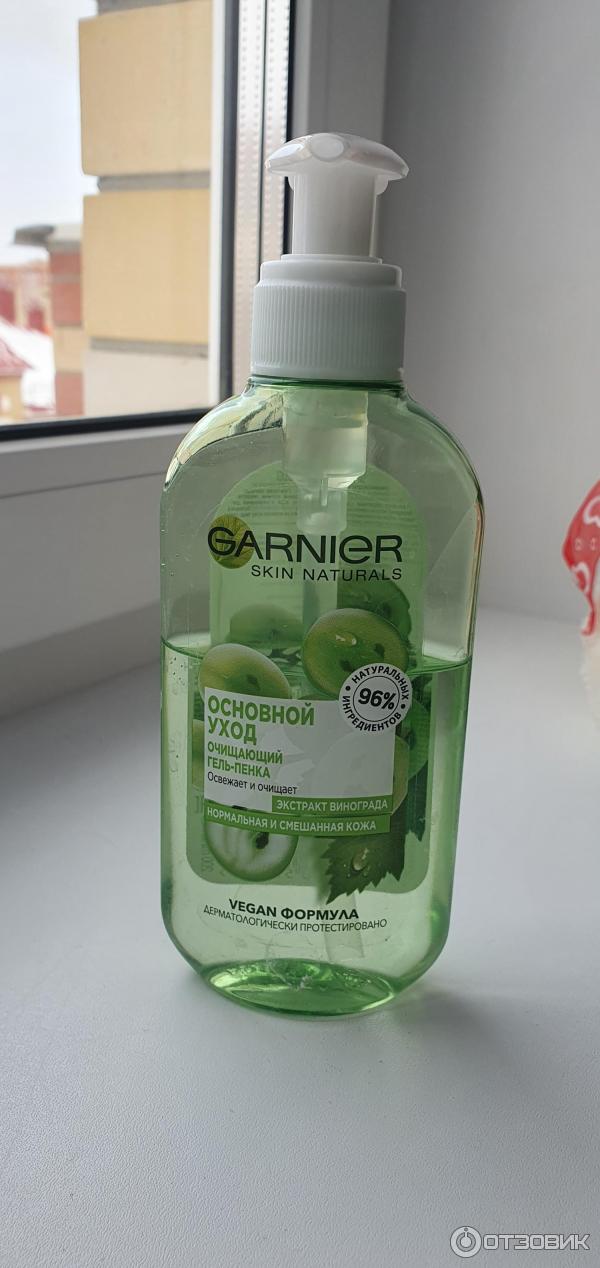 GARNIER
SKIN NATURALS
НАТУРАЛЬНЫХ
96%
ИНГРЕДИЕНТОВ
ОСНОВНОЙ
УХОД
ОЧИЩАЮЩИЙ
ГЕЛЬ-ПЕНКА
Освежает и очищает
ЭКСТРАКТ ВИНОГРАДА
НОРМАЛЬНАЯ И СМЕШАННАЯ КОЖА
VEGAN ФОРМУЛА
ДЕРМАТОЛОГИЧЕСКИ ПРОТЕСТИРОВАНО
ОТЗОВИК